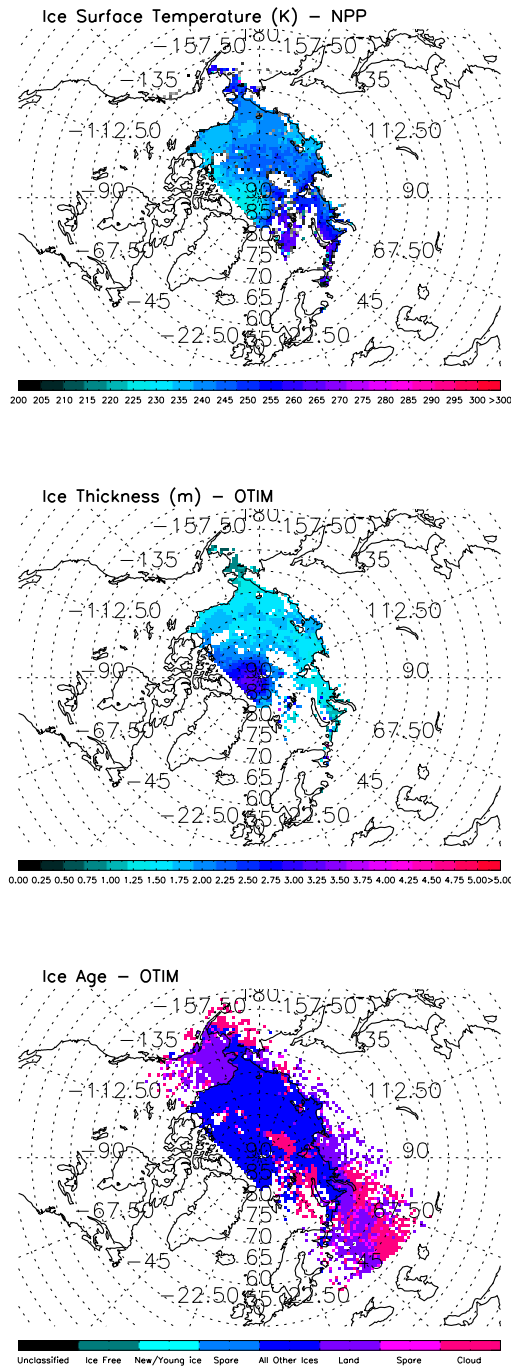 Ice Surface Temperature (K) – NPP
180
−157.50 157.50
−135 135
−112.50 112.50
−90 90
85
80
−67.50 75 67.50
70
−45 65 45
60
−22.50 22.50
200 205 210 215 220 225 230 235 240 245 250 255 260 265 270 275 280 285 290 295 300 >300
Ice Thickness (m) – OTIM
180
−157.50 157.50
−135 135
−112.50 112.50
−90 90
85
80
−67.50 75 67.50
70
−45 65 45
60
−22.50 22.50
0.00 0.25 0.50 0.75 1.00 1.25 1.50 1.75 2.00 2.25 2.50 2.75 3.00 3.25 3.50 3.75 4.00 4.25 4.50 4.75 5.00 >5.00
Ice Age – OTIM
180
−157.50 157.50
−135 135
−112.50 112.50
−90 90
85
80
−67.50 75 67.50
70
−45 65 45
60
−22.50 22.50
Unclassified Ice Free New/Young ice Spare All Other Ices Land Spare Cloud